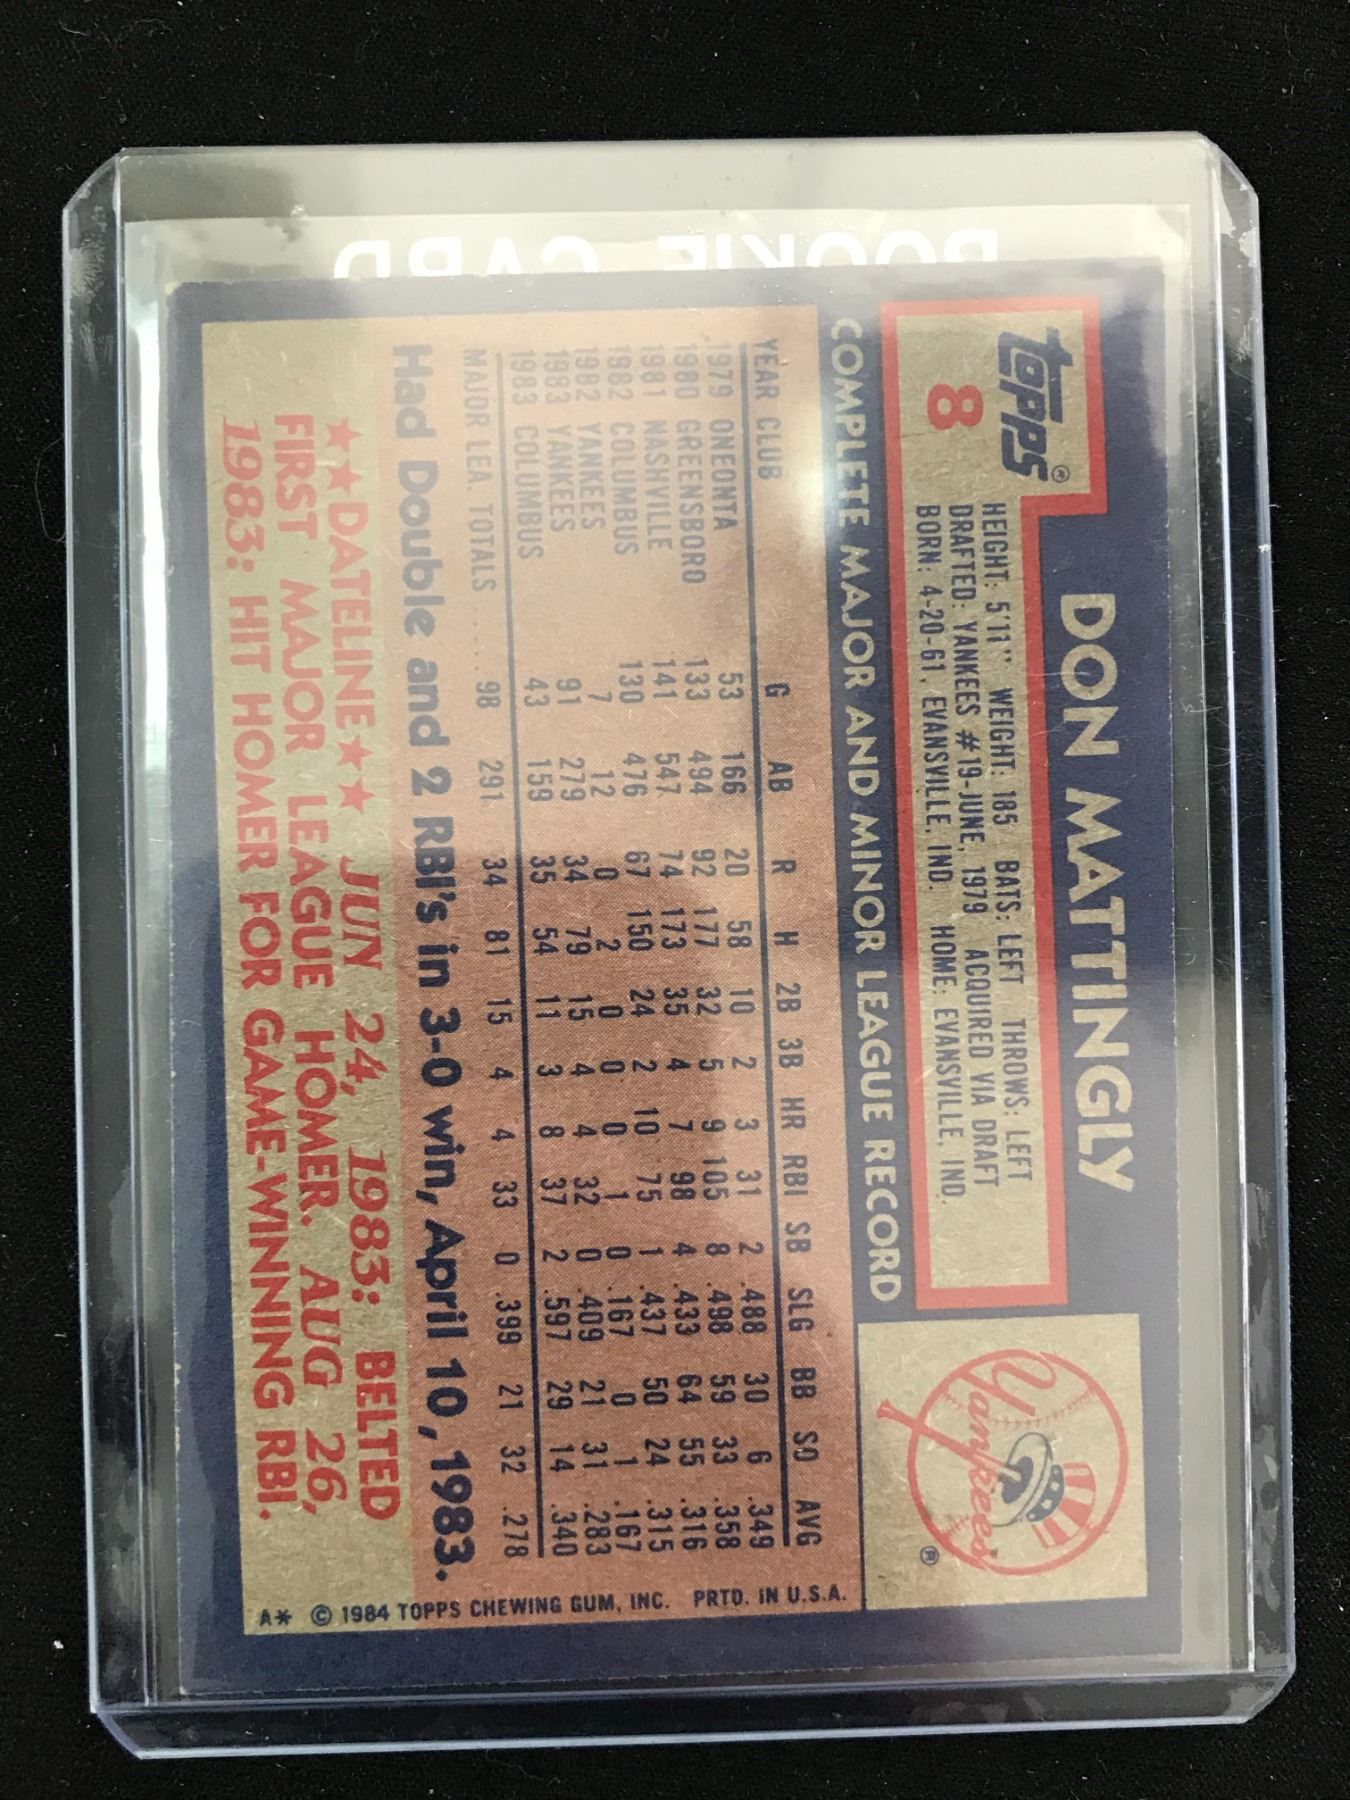 ROOKIE CARD
topps®
8
DON MATTINGLY
HEIGHT: 5'11" WEIGHT: 185 BATS: LEFT THROWS: LEFT
DRAFTED: YANKEES #19-JUNE, 1979 ACQUIRED VIA DRAFT
BORN: 4-20-61, EVANSVILLE, IND. HOME: EVANSVILLE, IND.
Yankees ®
COMPLETE MAJOR AND MINOR LEAGUE RECORD
YEAR CLUB G AB R H 2B 3B HR RBI SB SLG BB SO AVG
1979 ONEONTA 53 166 20 58 10 2 3 31 2 .488 30 6 .349
1980 GREENSBORO 133 494 92 177 32 5 9 105 8 .498 59 33 .358
1981 NASHVILLE 141 547 74 173 35 4 7 98 4 .433 64 55 .316
1982 COLUMBUS 130 476 67 150 24 2 10 75 1 .437 50 24 .315
1982 YANKEES 7 12 0 2 0 0 0 1 0 .167 0 1 .167
1983 YANKEES 91 279 34 79 15 4 4 32 0 .409 21 31 .283
1983 COLUMBUS 43 159 35 54 11 3 8 37 2 .597 29 14 .340
MAJOR LEA. TOTALS ..... 98 291 34 81 15 4 4 33 0 .399 21 32 .278
Had Double and 2 RBI's in 3-0 win, April 10, 1983.
★★DATELINE★★ JUN 24, 1983: BELTED
FIRST MAJOR LEAGUE HOMER. AUG 26,
1983: HIT HOMER FOR GAME-WINNING RBI.
A* © 1984 TOPPS CHEWING GUM, INC. PRTD. IN U.S.A.